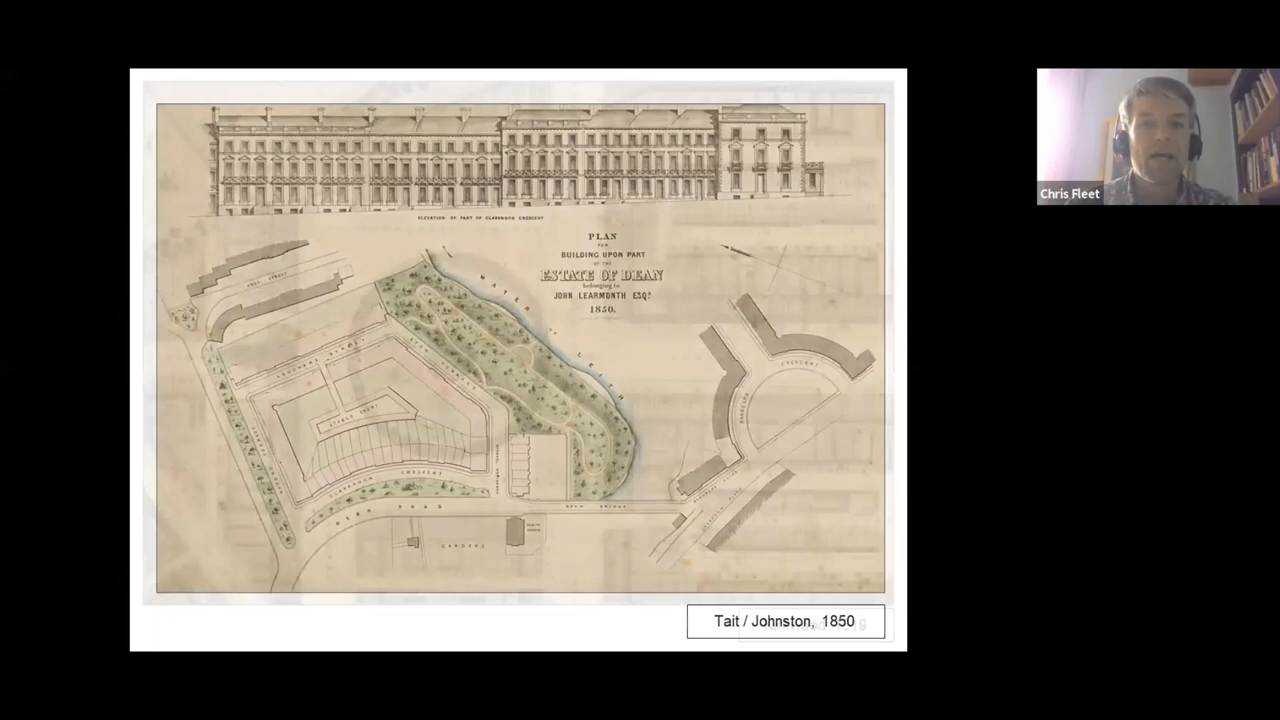 ELEVATION OF PART OF CLARENDON CRESCENT
PLAN
FOR
BUILDING UPON PART
OF THE
ESTATE OF DEAN
belonging to
JOHN LEARMONTH ESQR.
1850.
WATER OF LEITH
STABLE COURT
CLARENDON CRESCENT
DEAN ROAD
DEAN BRIDGE
GARDENS
CRESCENT
Tait / Johnston, 1850
Chris Fleet